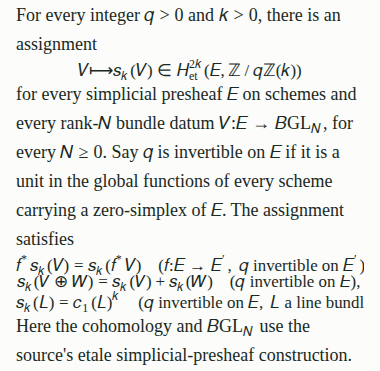 For every integer q > 0 and k > 0, there is an
assignment
V⟼s_k(V) ∈ H_et^{2k}(E, ℤ / qℤ(k))
for every simplicial presheaf E on schemes and
every rank-N bundle datum V:E → BGL_N, for
every N ≥ 0. Say q is invertible on E if it is a
unit in the global functions of every scheme
carrying a zero-simplex of E. The assignment
satisfies
f^* s_k(V) = s_k(f^* V) (f:E → E′, q invertible on E′)
s_k(V ⊕ W) = s_k(V) + s_k(W) (q invertible on E),
s_k(L) = c_1(L)^k (q invertible on E, L a line bundl
Here the cohomology and BGL_N use the
source's etale simplicial-presheaf construction.